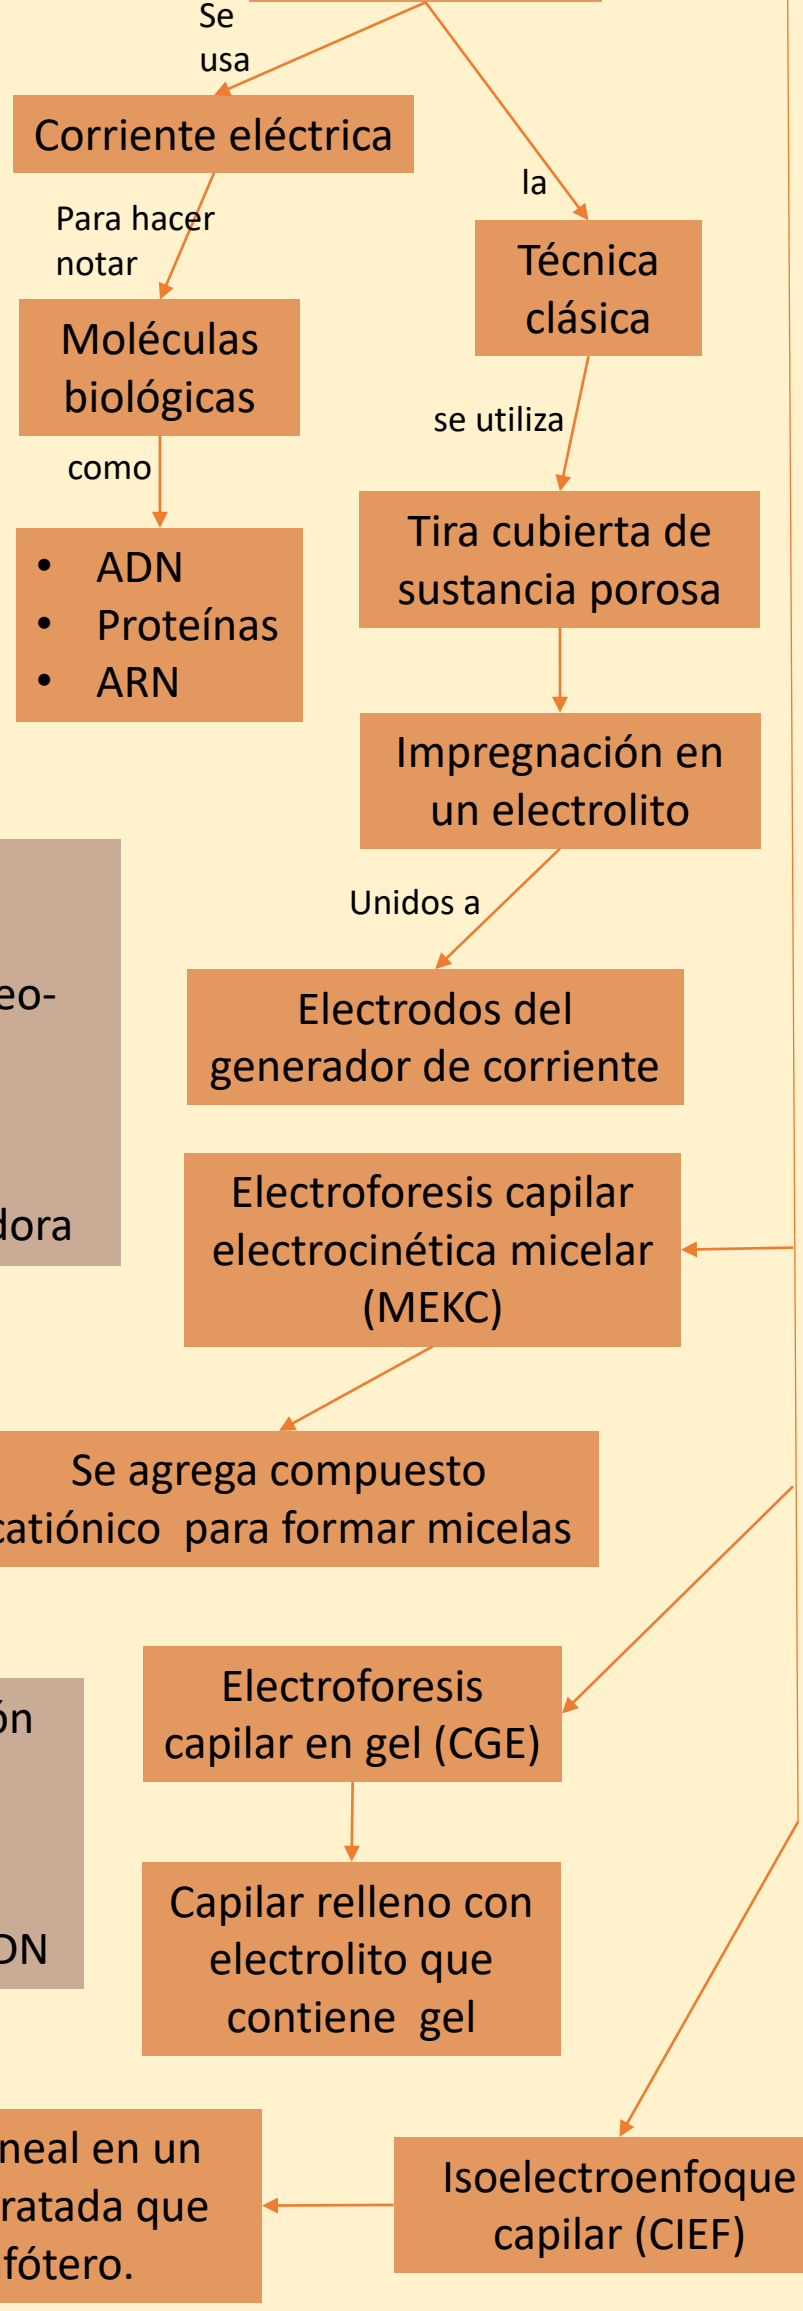 Se
usa
Corriente eléctrica
la
Para hacer
notar
Técnica
clásica
Moléculas
biológicas
se utiliza
como
Tira cubierta de
sustancia porosa
• ADN
• Proteínas
• ARN
Impregnación en
un electrolito
Unidos a
eo-
Electrodos del
generador de corriente
dora
Electroforesis capilar
electrocinética micelar
(MEKC)
Se agrega compuesto
catiónico para formar micelas
ón
Electroforesis
capilar en gel (CGE)
Capilar relleno con
electrolito que
contiene gel
DN
neal en un
ratada que
fótero.
Isoelectroenfoque
capilar (CIEF)